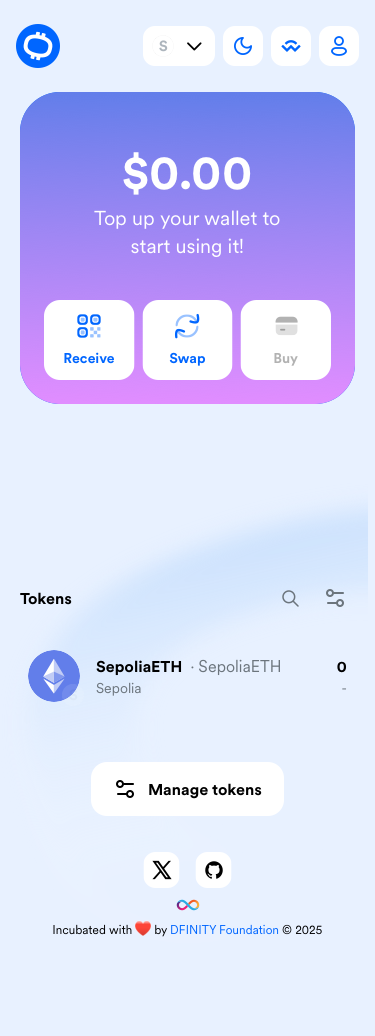 S
$0.00
Top up your wallet to
start using it!
Receive
Swap
Buy
Tokens
SepoliaETH · SepoliaETH
0
Sepolia
-
Manage tokens
Incubated with ❤️ by DFINITY Foundation © 2025